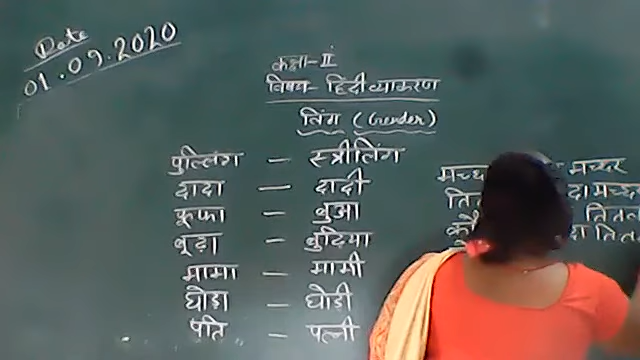 Date
01.09.2020
कक्षा-II
विषय- हिंदी व्याकरण
लिंग (Gender)
पुल्लिंग — स्त्रीलिंग
दादा — दादी
फूफा — बुआ
बूढ़ा — बुढ़िया
मामा — मामी
घोड़ा — घोड़ी
पति — पत्नी
मच्छर